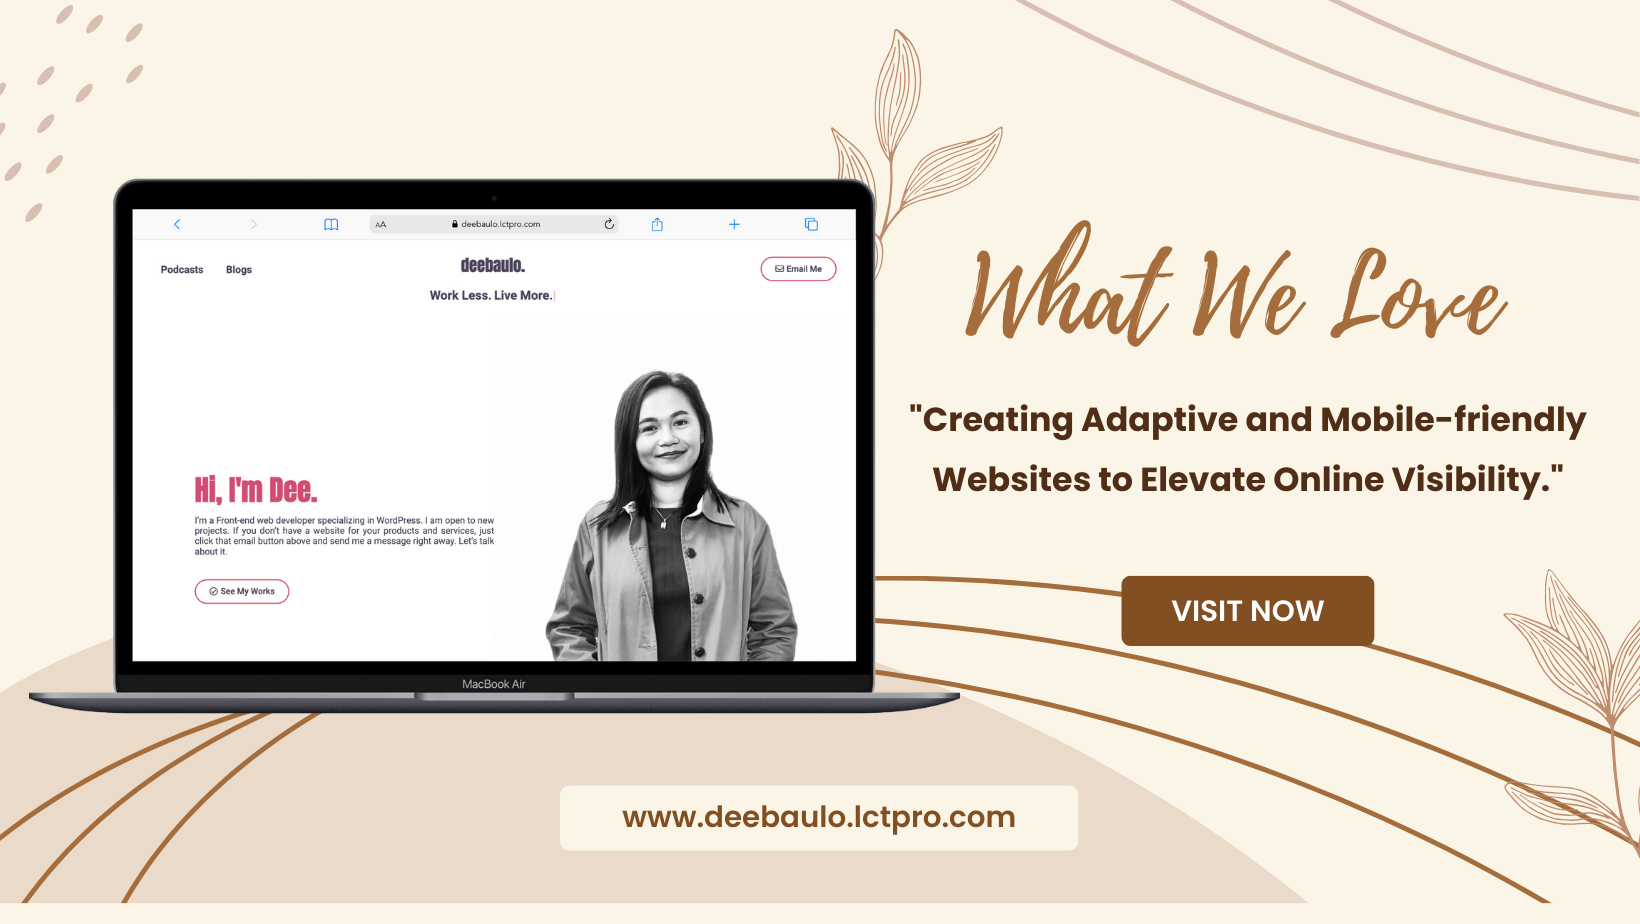 AA
deebaulo.lctpro.com
Podcasts
Blogs
deebaulo.
Email Me
Work Less. Live More.
Hi, I'm Dee.
I'm a Front-end web developer specializing in WordPress. I am open to new
projects. If you don't have a website for your products and services, just
click that email button above and send me a message right away. Let's talk
about it.
See My Works
MacBook Air
What We Love
"Creating Adaptive and Mobile-friendly
Websites to Elevate Online Visibility."
VISIT NOW
www.deebaulo.lctpro.com